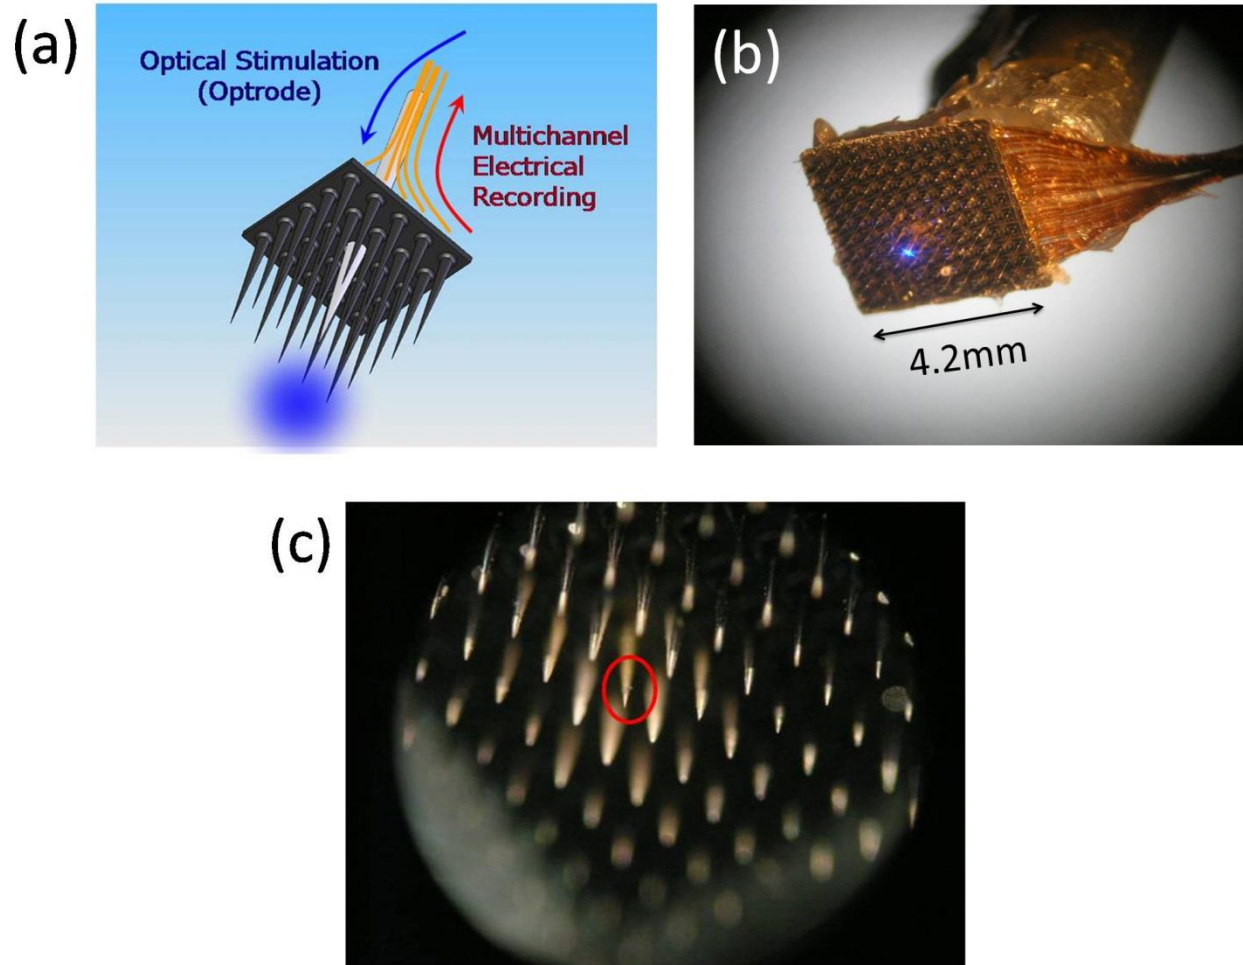 (a)
Optical Stimulation
(Optrode)
Multichannel
Electrical
Recording
(b)
4.2mm
(c)